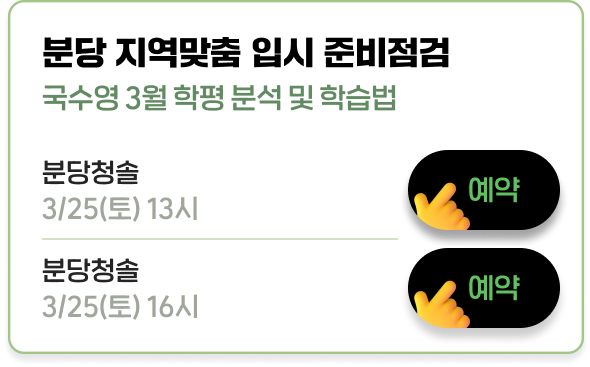 분당 지역맞춤 입시 준비점검
국수영 3월 학평 분석 및 학습법
분당청솔
3/25(토) 13시
예약
분당청솔
3/25(토) 16시
예약